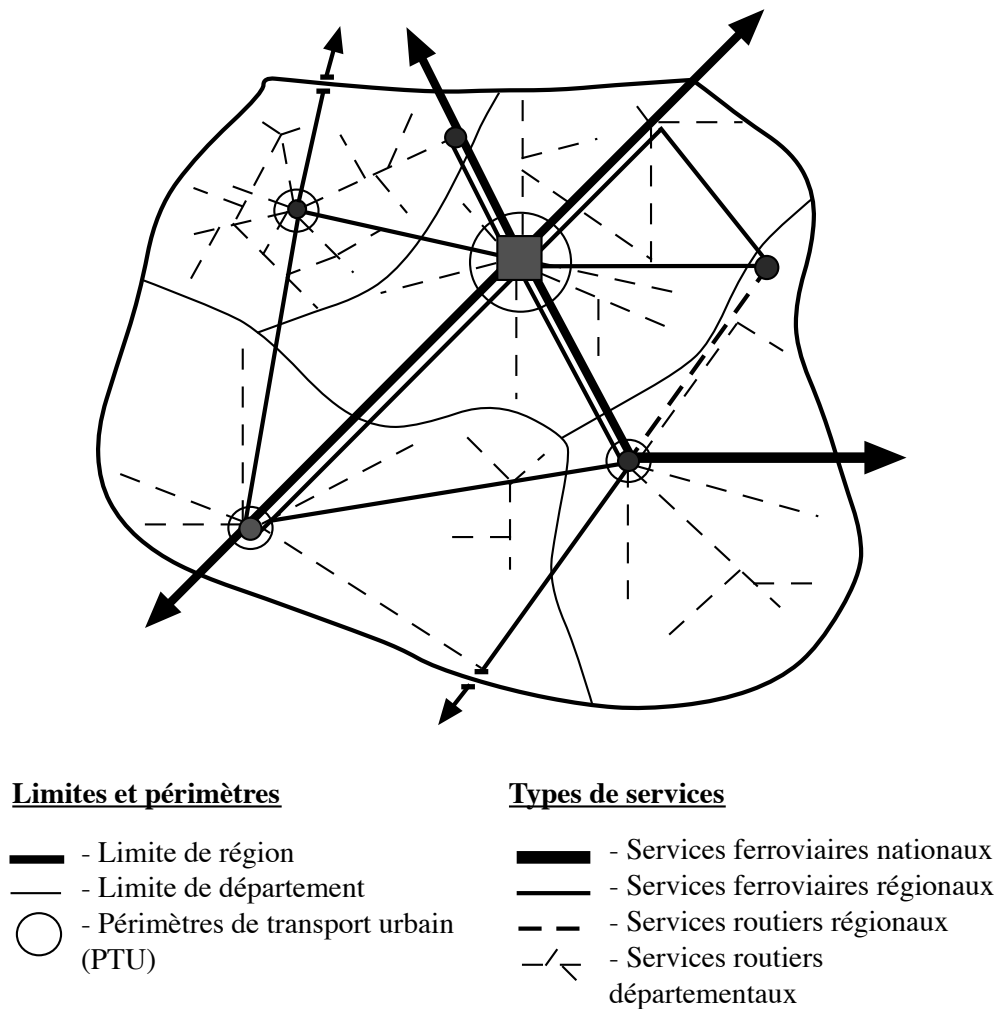 Limites et périmètres
- Limite de région
- Limite de département
- Périmètres de transport urbain
(PTU)
Types de services
- Services ferroviaires nationaux
- Services ferroviaires régionaux
- Services routiers régionaux
- Services routiers
départementaux